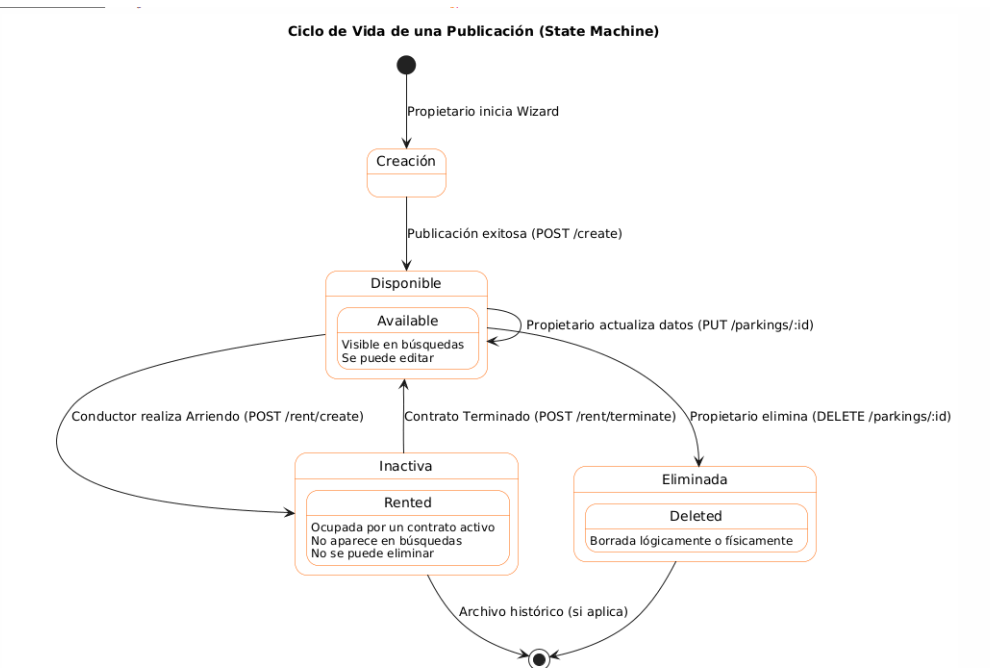 Ciclo de Vida de una Publicación (State Machine)
Propietario inicia Wizard
Creación
Publicación exitosa (POST /create)
Disponible
Available
Visible en búsquedas
Se puede editar
Propietario actualiza datos (PUT /parkings/:id)
Conductor realiza Arriendo (POST /rent/create)
Contrato Terminado (POST /rent/terminate)
Propietario elimina (DELETE /parkings/:id)
Inactiva
Rented
Ocupada por un contrato activo
No aparece en búsquedas
No se puede eliminar
Eliminada
Deleted
Borrada lógicamente o físicamente
Archivo histórico (si aplica)